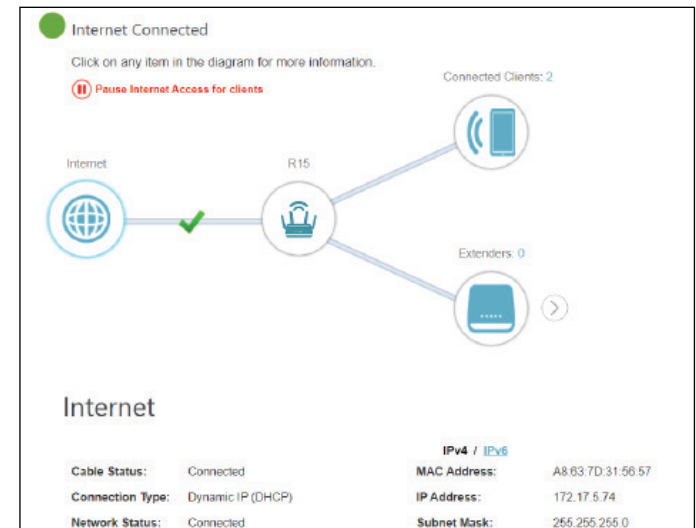 Internet Connected
Click on any item in the diagram for more information.
Pause Internet Access for clients
Connected Clients: 2
Internet
R15
Extenders: 0
Internet
IPv4 / IPv6
Cable Status: Connected MAC Address: A8:63:7D:31:56:57
Connection Type: Dynamic IP (DHCP) IP Address: 172.17.5.74
Network Status: Connected Subnet Mask: 255.255.255.0